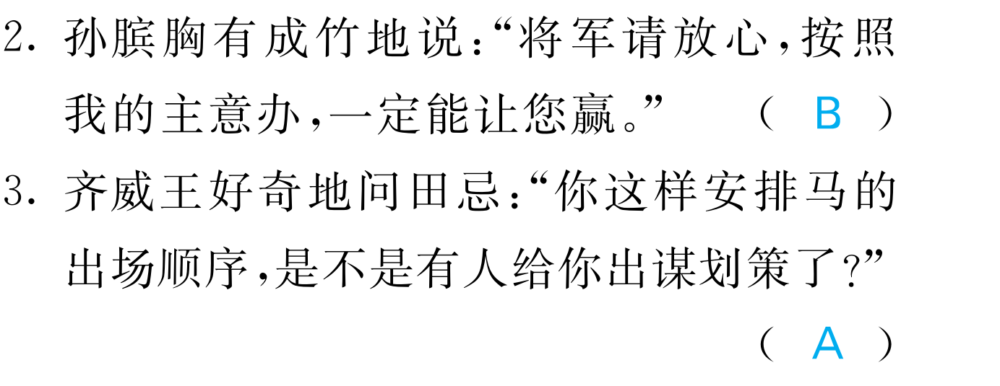 2. 孙膑胸有成竹地说：“将军请放心，按照
我的主意办，一定能让您赢。” （ B ）
3. 齐威王好奇地问田忌：“你这样安排马的
出场顺序，是不是有人给你出谋划策了？”
（ A ）